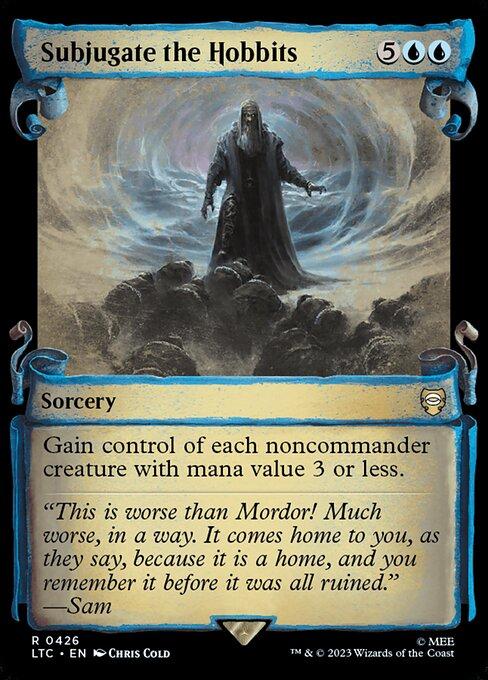 Subjugate the Hobbits 5
Sorcery
Gain control of each noncommander
creature with mana value 3 or less.
“This is worse than Mordor! Much
worse, in a way. It comes home to you, as
they say, because it is a home, and you
remember it before it was all ruined.”
—Sam
R 0426
LTC • EN Chris Cold
© MEE
™ & © 2023 Wizards of the Coast